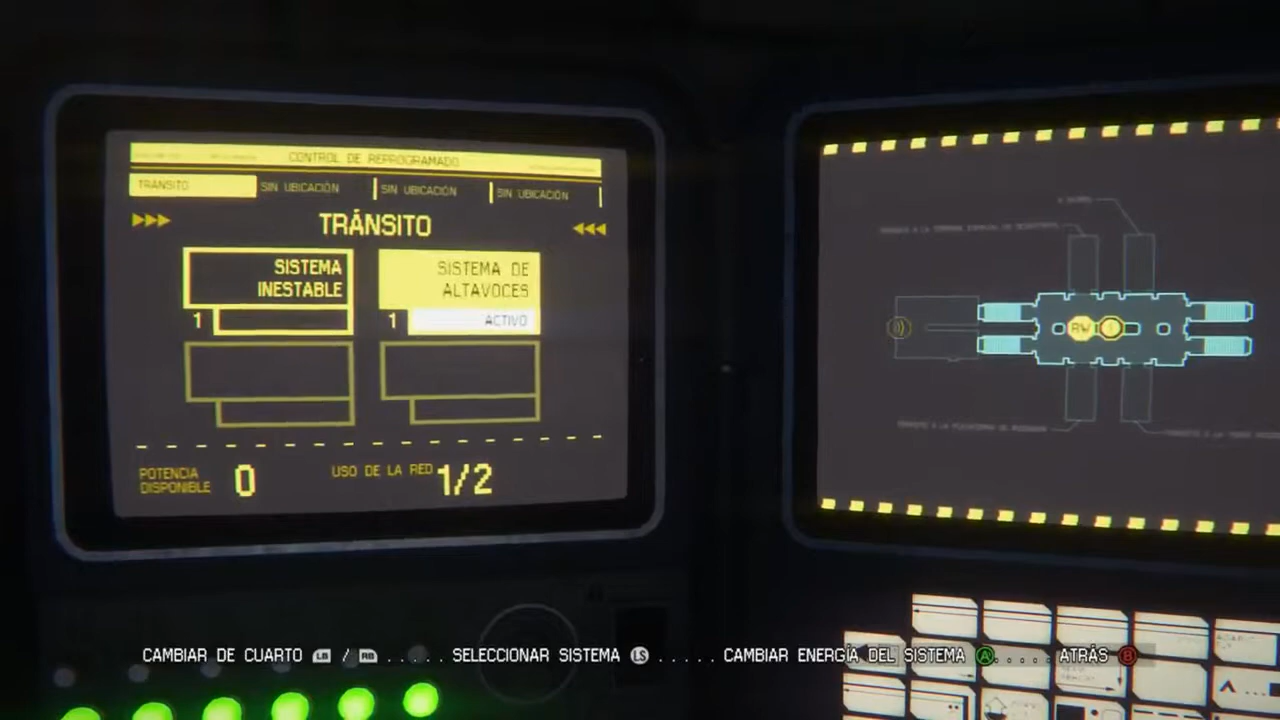 CONTROL DE REPROGRAMADO
TRÁNSITO
SIN UBICACIÓN
SIN UBICACIÓN
SIN UBICACIÓN
TRÁNSITO
SISTEMA
INESTABLE
1
SISTEMA DE
ALTAVOCES
1
ACTIVO
POTENCIA
DISPONIBLE
0
USO DE LA RED
1/2
RW
CAMBIAR DE CUARTO LB / RB ..... SELECCIONAR SISTEMA LS ..... CAMBIAR ENERGÍA DEL SISTEMA A ..... ATRÁS B